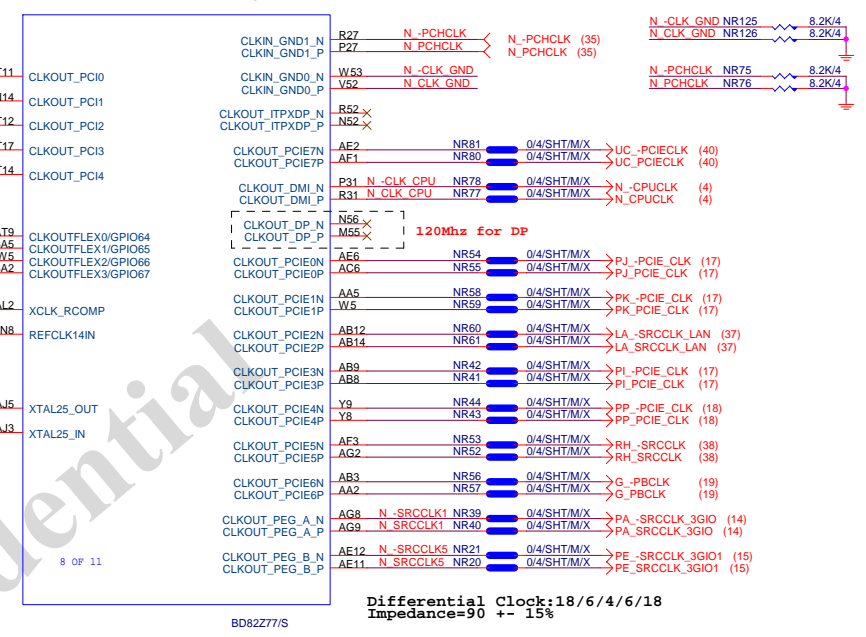 R27 N_-PCHCLK N_-PCHCLK (35)
CLKIN_GND1_N
P27 N_PCHCLK N_PCHCLK (35)
CLKIN_GND1_P
N_-CLK_GND NR125 8.2K/4
N_CLK_GND NR126 8.2K/4
CLKOUT_PCI0
CLKIN_GND0_N W53 N_-CLK_GND
CLKIN_GND0_P V52 N_CLK_GND
N_-PCHCLK NR75 8.2K/4
N_PCHCLK NR76 8.2K/4
CLKOUT_PCI1
CLKOUT_ITPXDP_N R52
CLKOUT_ITPXDP_P N52
CLKOUT_PCI2
CLKOUT_PCI3
CLKOUT_PCIE7N AE2 NR81 0/4/SHT/M/X UC_-PCIECLK (40)
CLKOUT_PCIE7P AF1 NR80 0/4/SHT/M/X UC_PCIECLK (40)
CLKOUT_PCI4
CLKOUT_DMI_N P31 N_-CLK_CPU NR78 0/4/SHT/M/X N_-CPUCLK (4)
CLKOUT_DMI_P R31 N_CLK_CPU NR77 0/4/SHT/M/X N_CPUCLK (4)
CLKOUT_DP_N N56
CLKOUT_DP_P M55
120Mhz for DP
CLKOUTFLEX0/GPIO64
CLKOUTFLEX1/GPIO65
CLKOUTFLEX2/GPIO66
CLKOUTFLEX3/GPIO67
CLKOUT_PCIE0N AE6 NR54 0/4/SHT/M/X PJ_-PCIE_CLK (17)
CLKOUT_PCIE0P AC6 NR55 0/4/SHT/M/X PJ_PCIE_CLK (17)
CLKOUT_PCIE1N AA5 NR58 0/4/SHT/M/X PK_-PCIE_CLK (17)
CLKOUT_PCIE1P W5 NR59 0/4/SHT/M/X PK_PCIE_CLK (17)
XCLK_RCOMP
REFCLK14IN
CLKOUT_PCIE2N AB12 NR60 0/4/SHT/M/X LA_-SRCCLK_LAN (37)
CLKOUT_PCIE2P AB14 NR61 0/4/SHT/M/X LA_SRCCLK_LAN (37)
CLKOUT_PCIE3N AB9 NR42 0/4/SHT/M/X PI_-PCIE_CLK (17)
CLKOUT_PCIE3P AB8 NR41 0/4/SHT/M/X PI_PCIE_CLK (17)
XTAL25_OUT
CLKOUT_PCIE4N Y9 NR44 0/4/SHT/M/X PP_-PCIE_CLK (18)
CLKOUT_PCIE4P Y8 NR43 0/4/SHT/M/X PP_PCIE_CLK (18)
XTAL25_IN
CLKOUT_PCIE5N AF3 NR53 0/4/SHT/M/X RH_-SRCCLK (38)
CLKOUT_PCIE5P AG2 NR52 0/4/SHT/M/X RH_SRCCLK (38)
CLKOUT_PCIE6N AB3 NR56 0/4/SHT/M/X G_-PBCLK (19)
CLKOUT_PCIE6P AA2 NR57 0/4/SHT/M/X G_PBCLK (19)
CLKOUT_PEG_A_N AG8 N_-SRCCLK1 NR39 0/4/SHT/M/X PA_-SRCCLK_3GIO (14)
CLKOUT_PEG_A_P AG9 N_SRCCLK1 NR40 0/4/SHT/M/X PA_SRCCLK_3GIO (14)
CLKOUT_PEG_B_N AE12 N_-SRCCLK5 NR21 0/4/SHT/M/X PE_-SRCCLK_3GIO1 (15)
CLKOUT_PEG_B_P AE11 N_SRCCLK5 NR20 0/4/SHT/M/X PE_SRCCLK_3GIO1 (15)
8 OF 11
Differential Clock:18/6/4/6/18
Impedance=90 +- 15%
BD82Z77/S